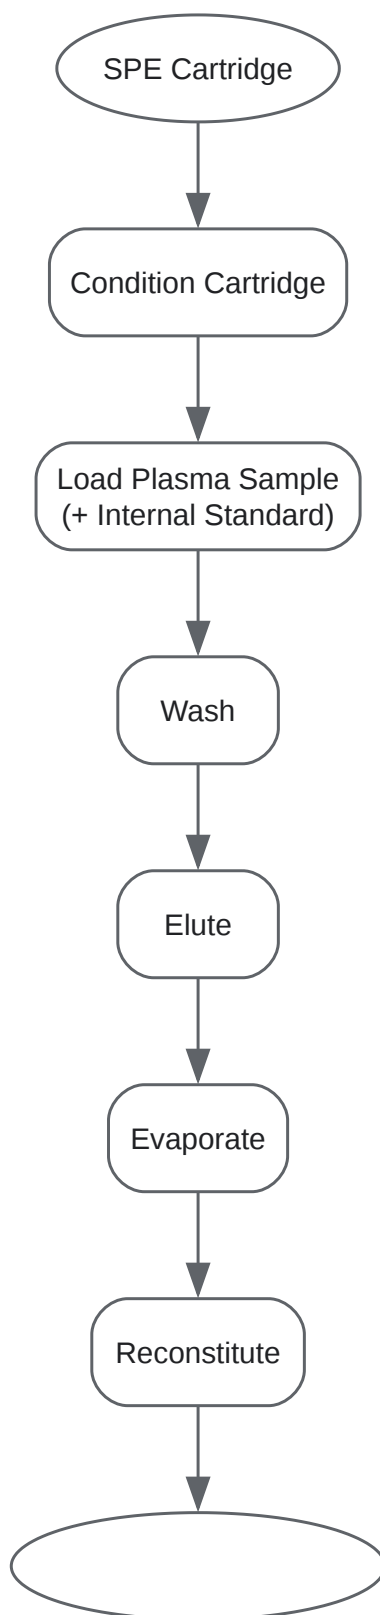 SPE Cartridge
Condition Cartridge
Load Plasma Sample
(+ Internal Standard)
Wash
Elute
Evaporate
Reconstitute